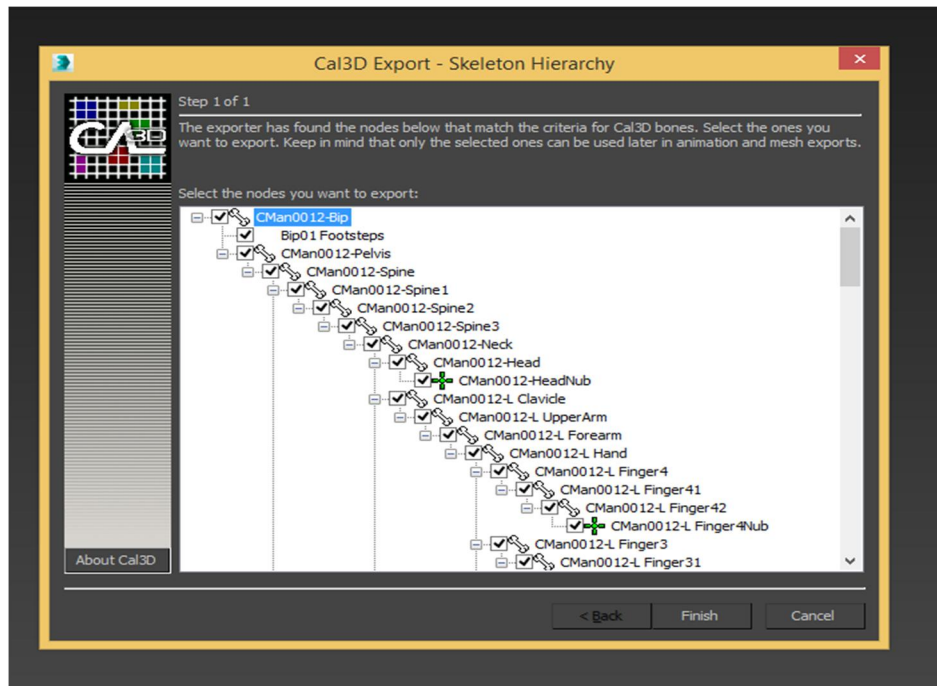 Cal3D Export - Skeleton Hierarchy
CAL3D
Step 1 of 1
The exporter has found the nodes below that match the criteria for Cal3D bones. Select the ones you
want to export. Keep in mind that only the selected ones can be used later in animation and mesh exports.
Select the nodes you want to export:
CMan0012-Bip
Bip01 Footsteps
CMan0012-Pelvis
CMan0012-Spine
CMan0012-Spine1
CMan0012-Spine2
CMan0012-Spine3
CMan0012-Neck
CMan0012-Head
CMan0012-HeadNub
CMan0012-L Clavicle
CMan0012-L UpperArm
CMan0012-L Forearm
CMan0012-L Hand
CMan0012-L Finger4
CMan0012-L Finger41
CMan0012-L Finger42
CMan0012-L Finger4Nub
CMan0012-L Finger3
CMan0012-L Finger31
About Cal3D
< Back
Finish
Cancel